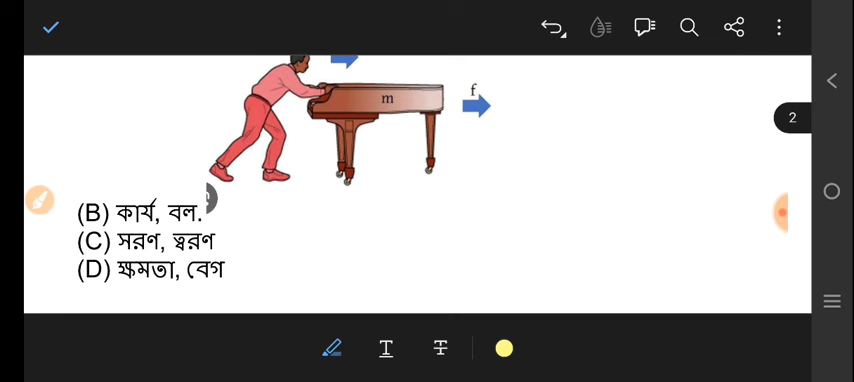 f
m
2
(B) কার্য, বল.
(C) সরণ, ত্বরণ
(D) ক্ষমতা, বেগ